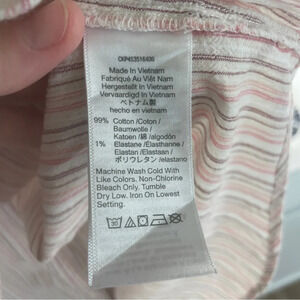 Made In Vietnam
Fabriqué Au Viêt Nam
Hergestellt in Vietnam
Vervaardigd In Vietnam
ベトナム製
hecho en vietnam
99% Cotton /Coton /
Baumwolle /
Katoen /綿 /algodón
1% Elastane /Elasthanne /
Elastan /Elastaan /
ポリウレタン /elastano
Machine Wash Cold With
Like Colors. Non-Chlorine
Bleach Only. Tumble
Dry Low. Iron On Lowest
Setting.
30